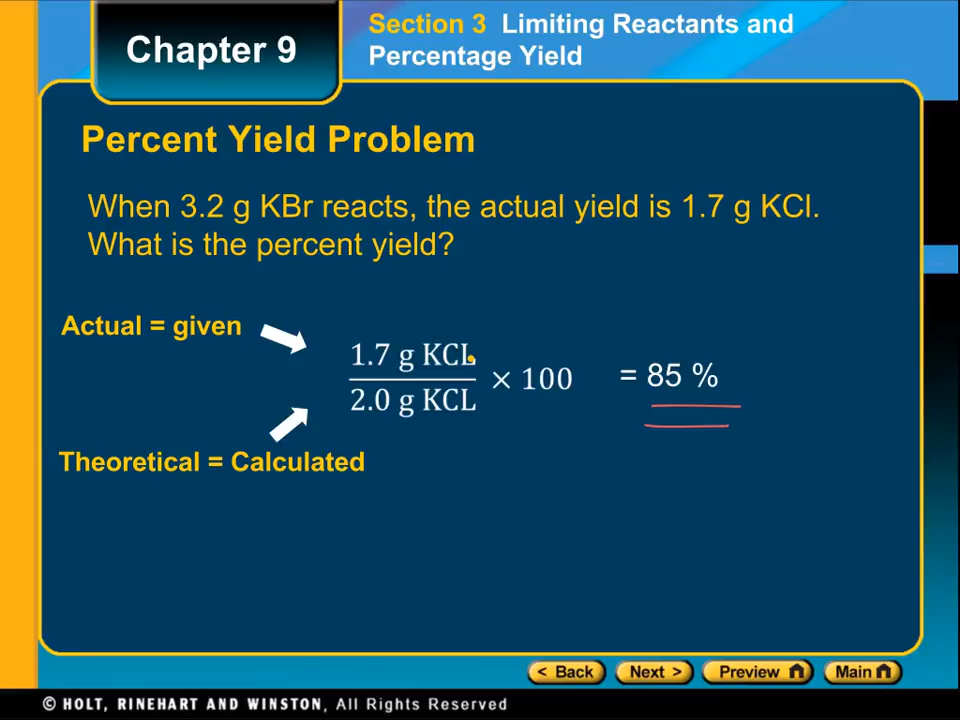 Chapter 9
Section 3 Limiting Reactants and
Percentage Yield
Percent Yield Problem
When 3.2 g KBr reacts, the actual yield is 1.7 g KCl.
What is the percent yield?
Actual = given
1.7 g KCL
2.0 g KCL
× 100
= 85 %
Theoretical = Calculated
< Back
Next >
Preview
Main
© HOLT, RINEHART AND WINSTON, All Rights Reserved